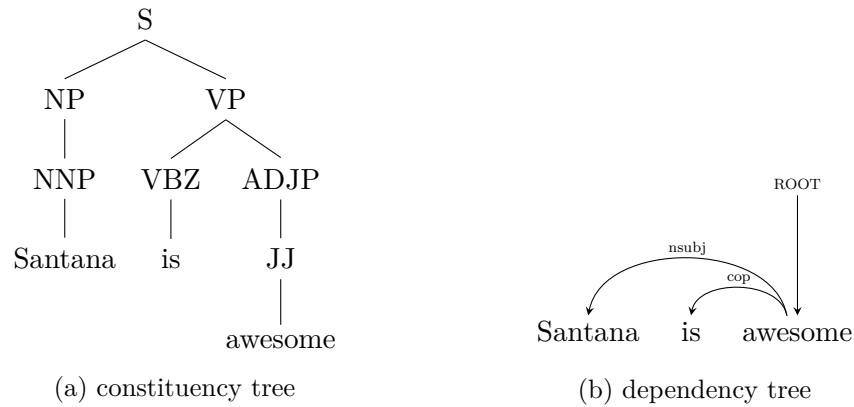 S
NP VP
NNP VBZ ADJP ROOT
Santana is JJ nsubj
cop
awesome Santana is awesome
(a) constituency tree (b) dependency tree